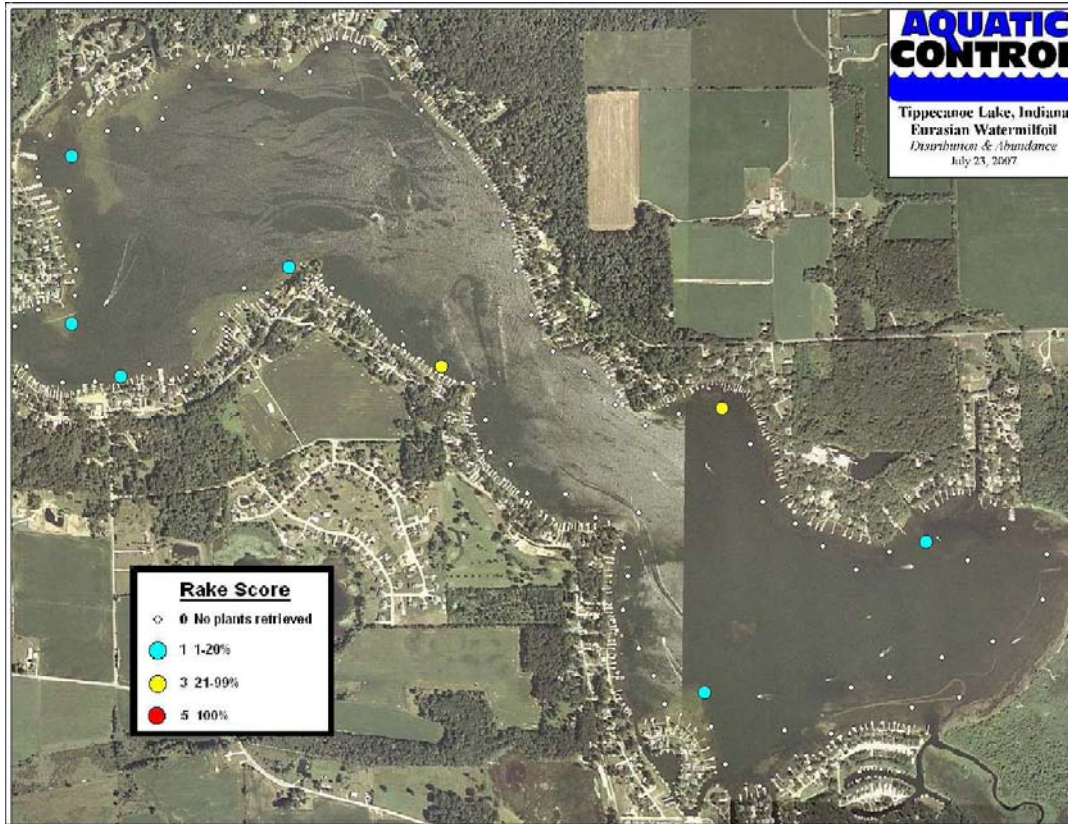 AQUATIC
CONTROL
Tippecanoe Lake, Indiana
Eurasian Watermilfoil
Distribution & Abundance
July 23, 2007
Rake Score
0 No plants retrieved
1 1-20%
3 21-99%
5 100%